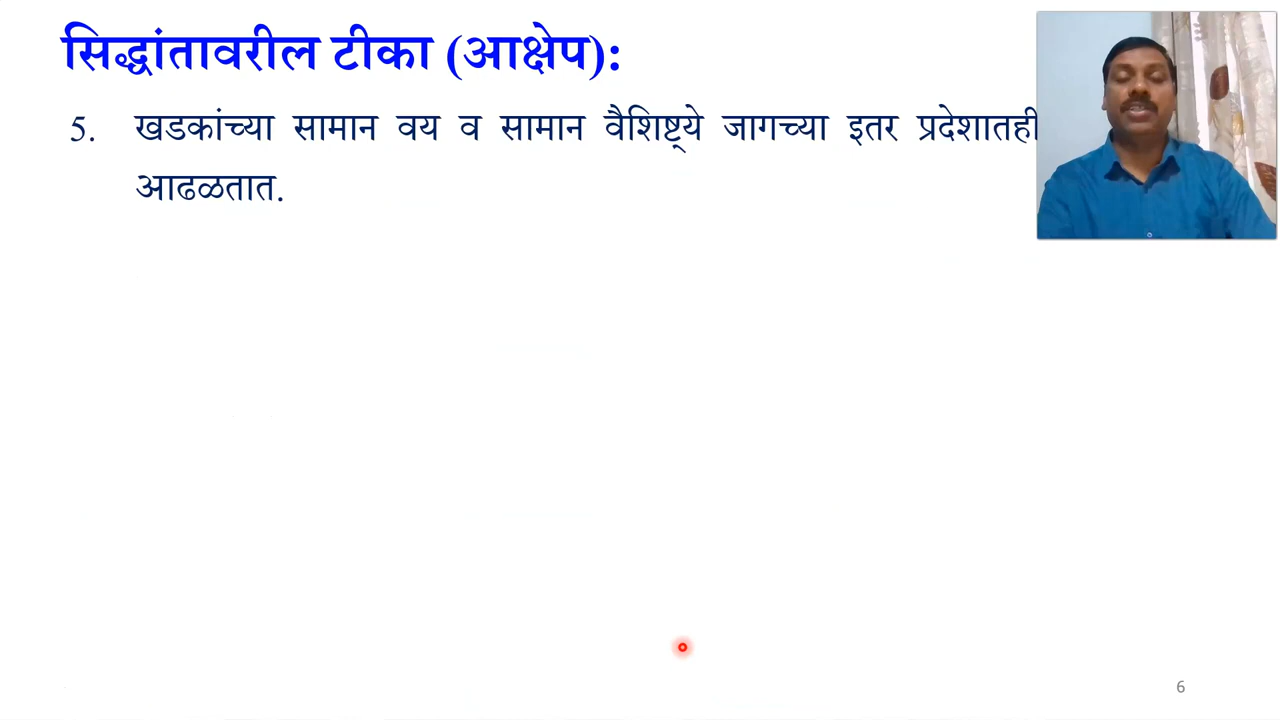 सिद्धांतावरील टीका (आक्षेप):
5. खडकांच्या सामान वय व सामान वैशिष्ट्ये जागच्या इतर प्रदेशातही
आढळतात.
6